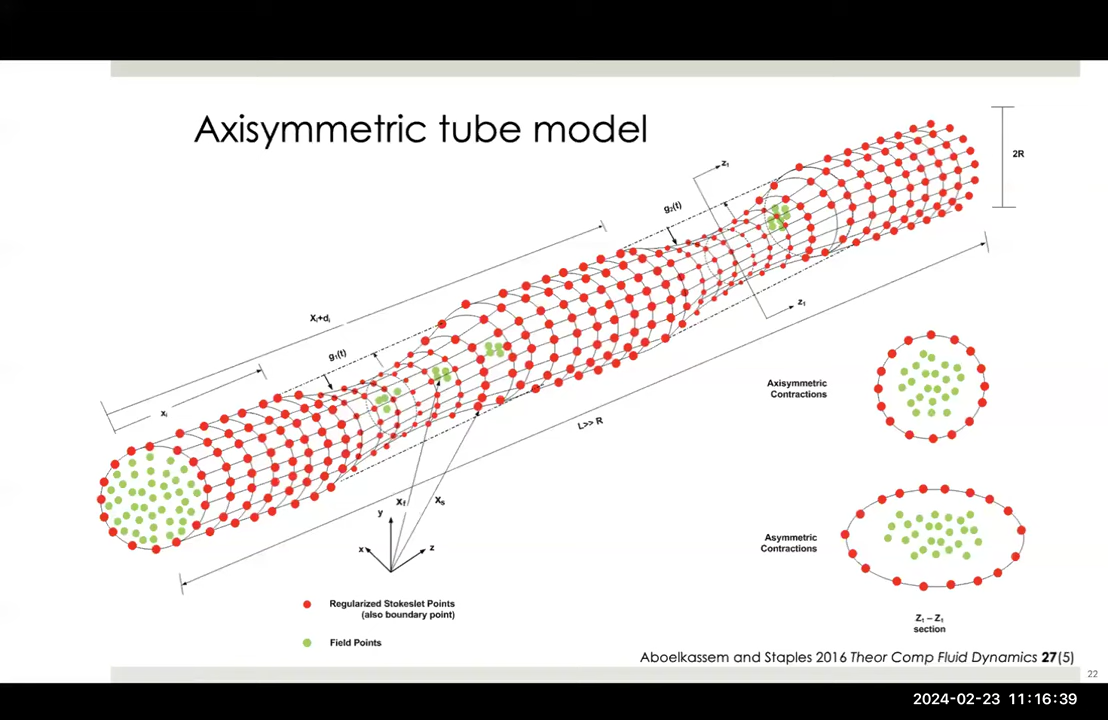 Axisymmetric tube model
2R
z₁
g₂(t)
Xᵢ+dᵢ
z₁
g₁(t)
xᵢ
Axisymmetric
Contractions
L>> R
Xf
Xs
y
x
z
Asymmetric
Contractions
Regularized Stokeslet Points
(also boundary point)
Z₁ – Z₁
section
Field Points
Aboelkassem and Staples 2016 Theor Comp Fluid Dynamics 27(5)
22
2024-02-23 11:16:39